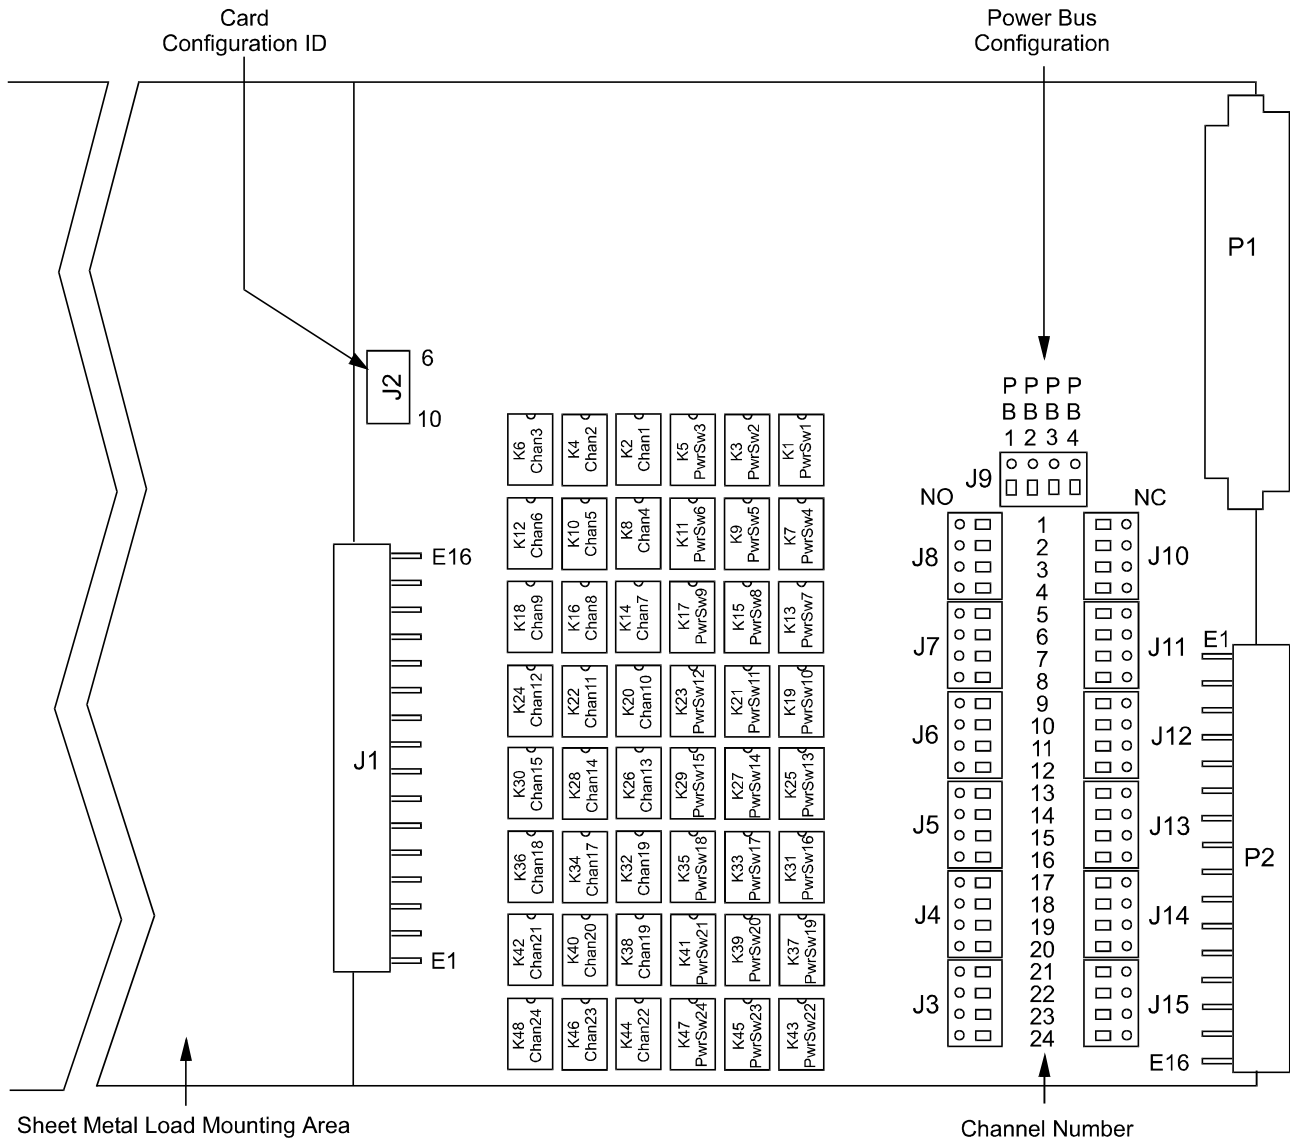 Card
Configuration ID
Power Bus
Configuration
P1
J2
6
10
P P P P
B B B B
1 2 3 4
J9
NO
NC
K6 Chan3
K4 Chan2
K2 Chan1
K5 PwrSw3
K3 PwrSw2
K1 PwrSw1
K12 Chan6
K10 Chan5
K8 Chan4
K11 PwrSw6
K9 PwrSw5
K7 PwrSw4
K18 Chan9
K16 Chan8
K14 Chan7
K17 PwrSw9
K15 PwrSw8
K13 PwrSw7
K24 Chan12
K22 Chan11
K20 Chan10
K23 PwrSw12
K21 PwrSw11
K19 PwrSw10
K30 Chan15
K28 Chan14
K26 Chan13
K29 PwrSw15
K27 PwrSw14
K25 PwrSw13
K36 Chan18
K34 Chan17
K32 Chan19
K35 PwrSw18
K33 PwrSw17
K31 PwrSw16
K42 Chan21
K40 Chan20
K38 Chan19
K41 PwrSw21
K39 PwrSw20
K37 PwrSw19
K48 Chan24
K46 Chan23
K44 Chan22
K47 PwrSw24
K45 PwrSw23
K43 PwrSw22
E16
J1
E1
J8
J7
J6
J5
J4
J3
1
2
3
4
5
6
7
8
9
10
11
12
13
14
15
16
17
18
19
20
21
22
23
24
J10
J11
J12
J13
J14
J15
E1
P2
E16
Sheet Metal Load Mounting Area
Channel Number